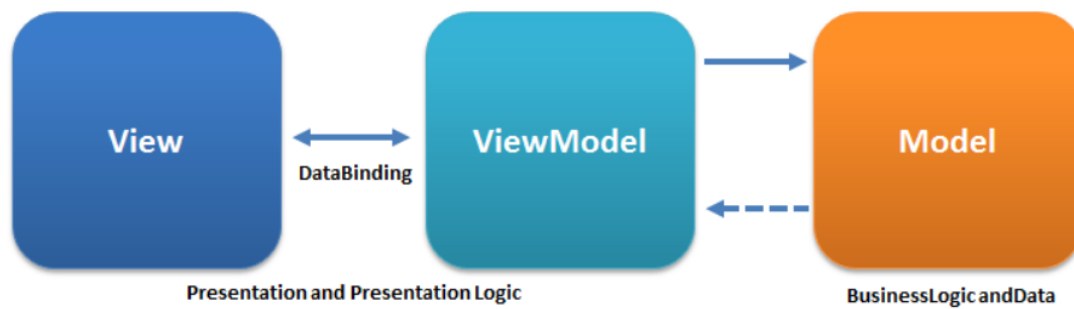 View
ViewModel
Model
DataBinding
Presentation and Presentation Logic
BusinessLogic andData